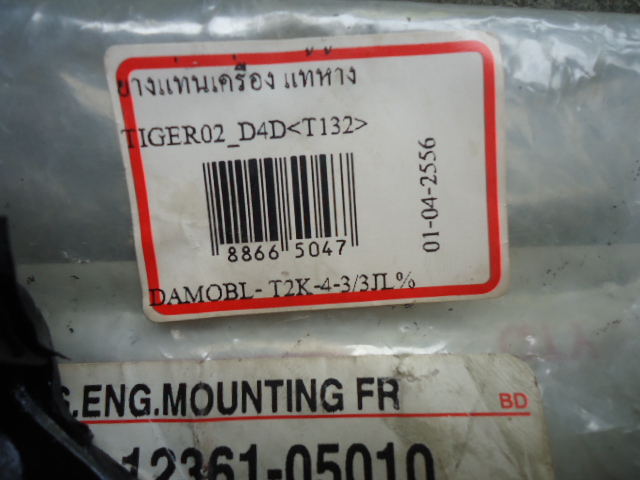 ยางแท่นเครื่อง แท้ห้าง
TIGER02_D4D<T132>
8866 5047
01-04-2556
DAMOBL- T2K-4-3/3JL%
.ENG.MOUNTING FR
BD
12361-05010